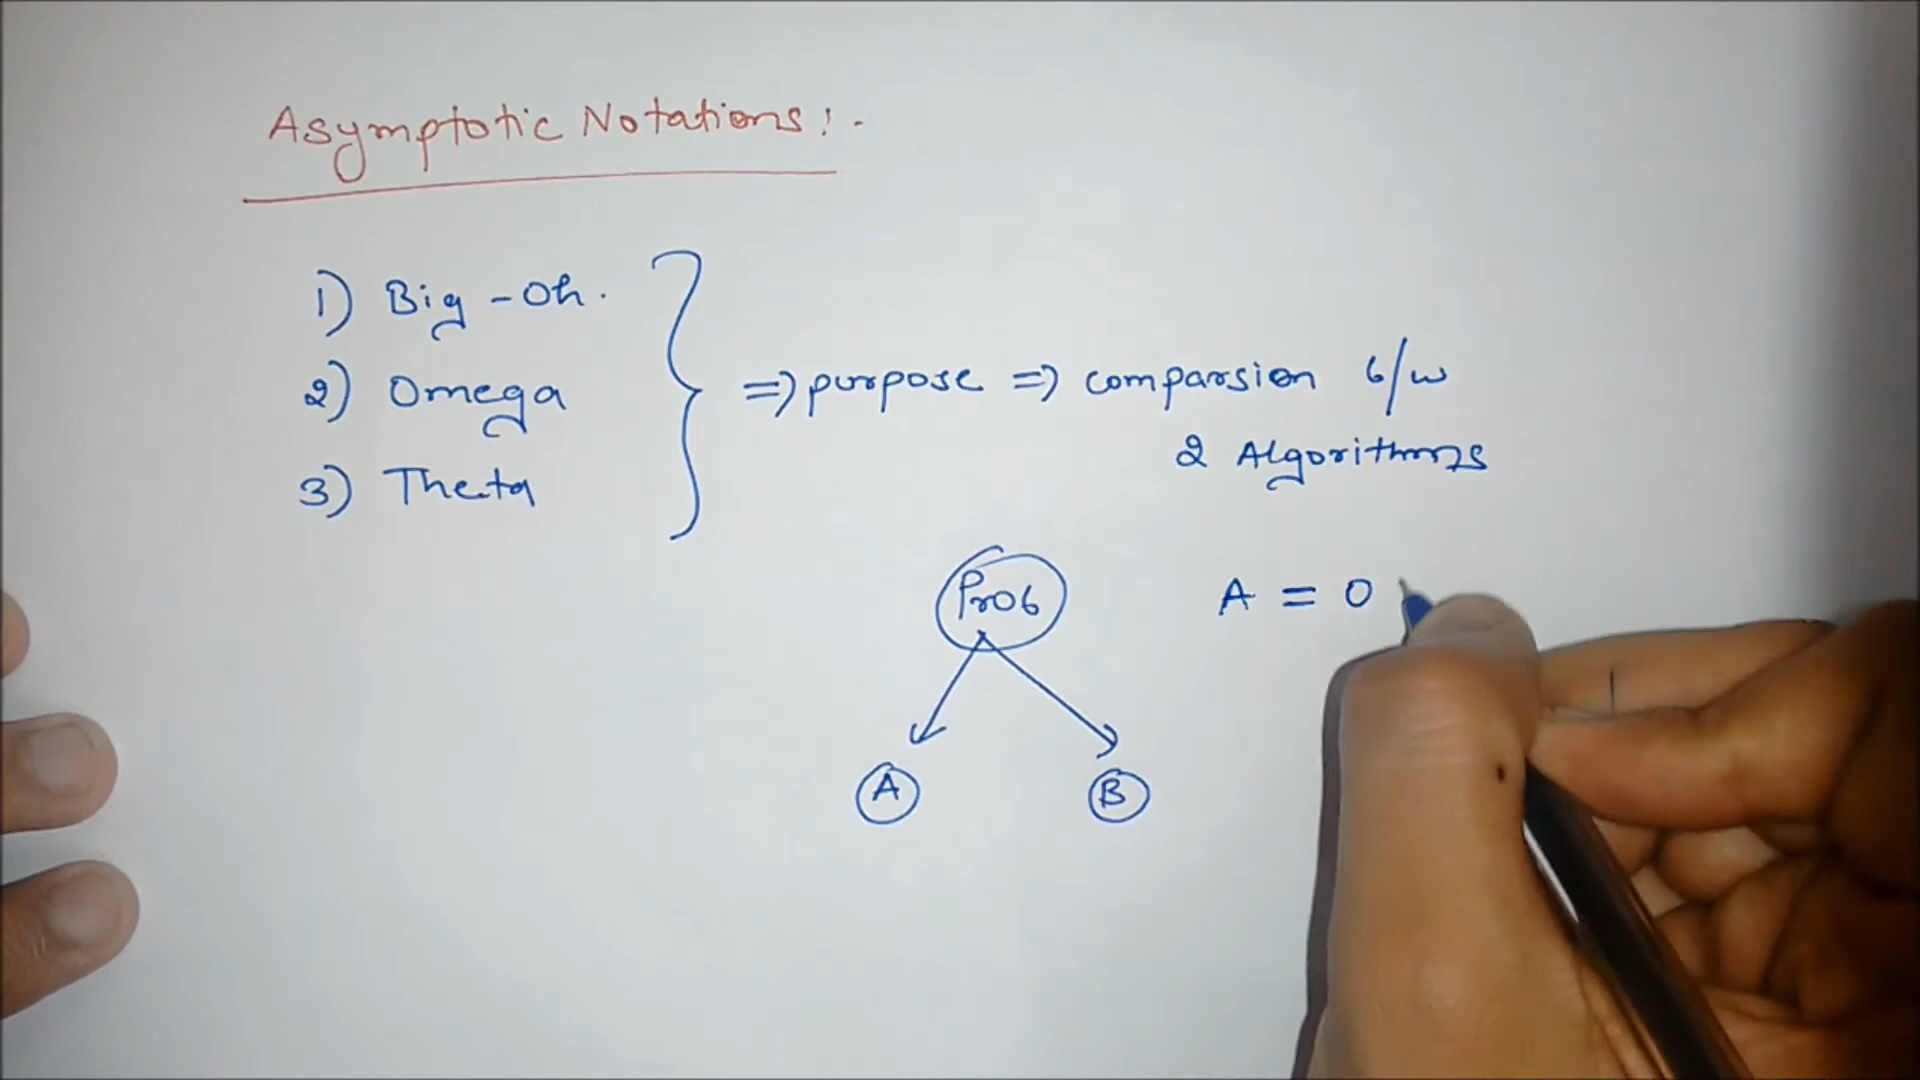 Asymptotic Notations:-
1) Big-Oh.
2) Omega
3) Theta
=> purpose => comparsion b/w
2 Algorithms
Prob
A = O
A
B